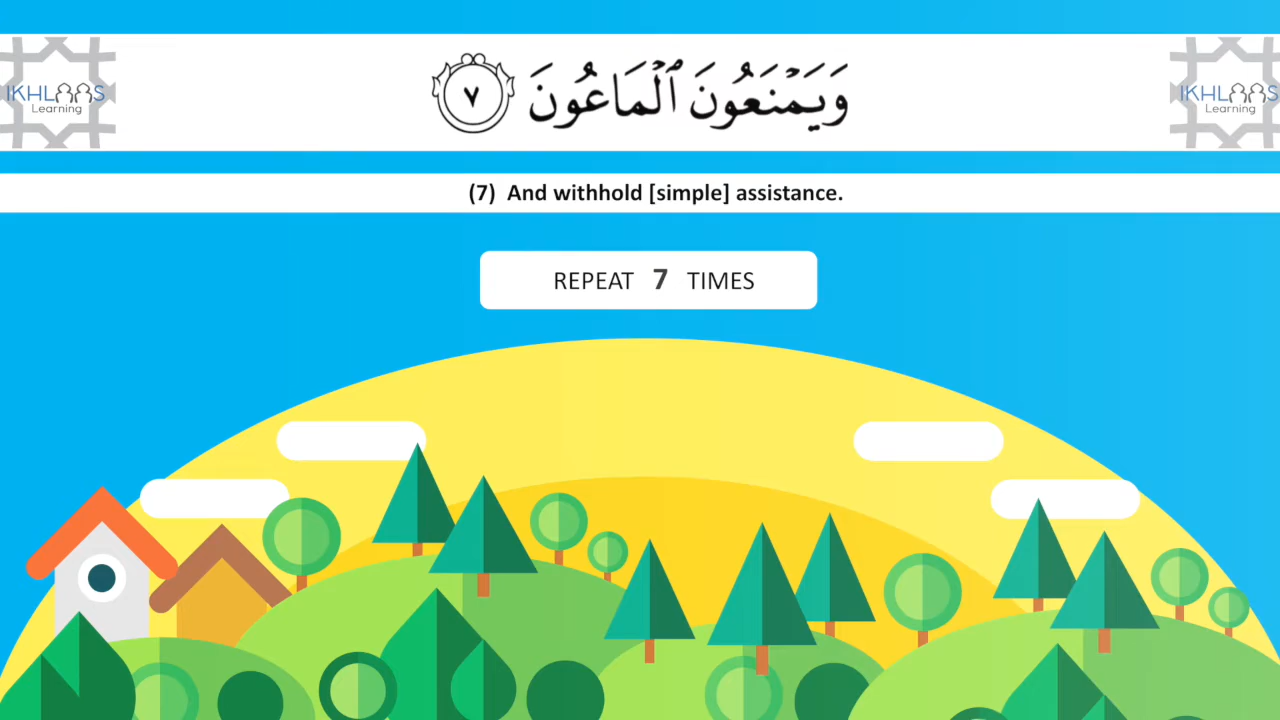 وَيَمْنَعُونَ ٱلْمَاعُونَ ٧
IKHLAAS
Learning
IKHLAAS
Learning
(7) And withhold [simple] assistance.
REPEAT 7 TIMES